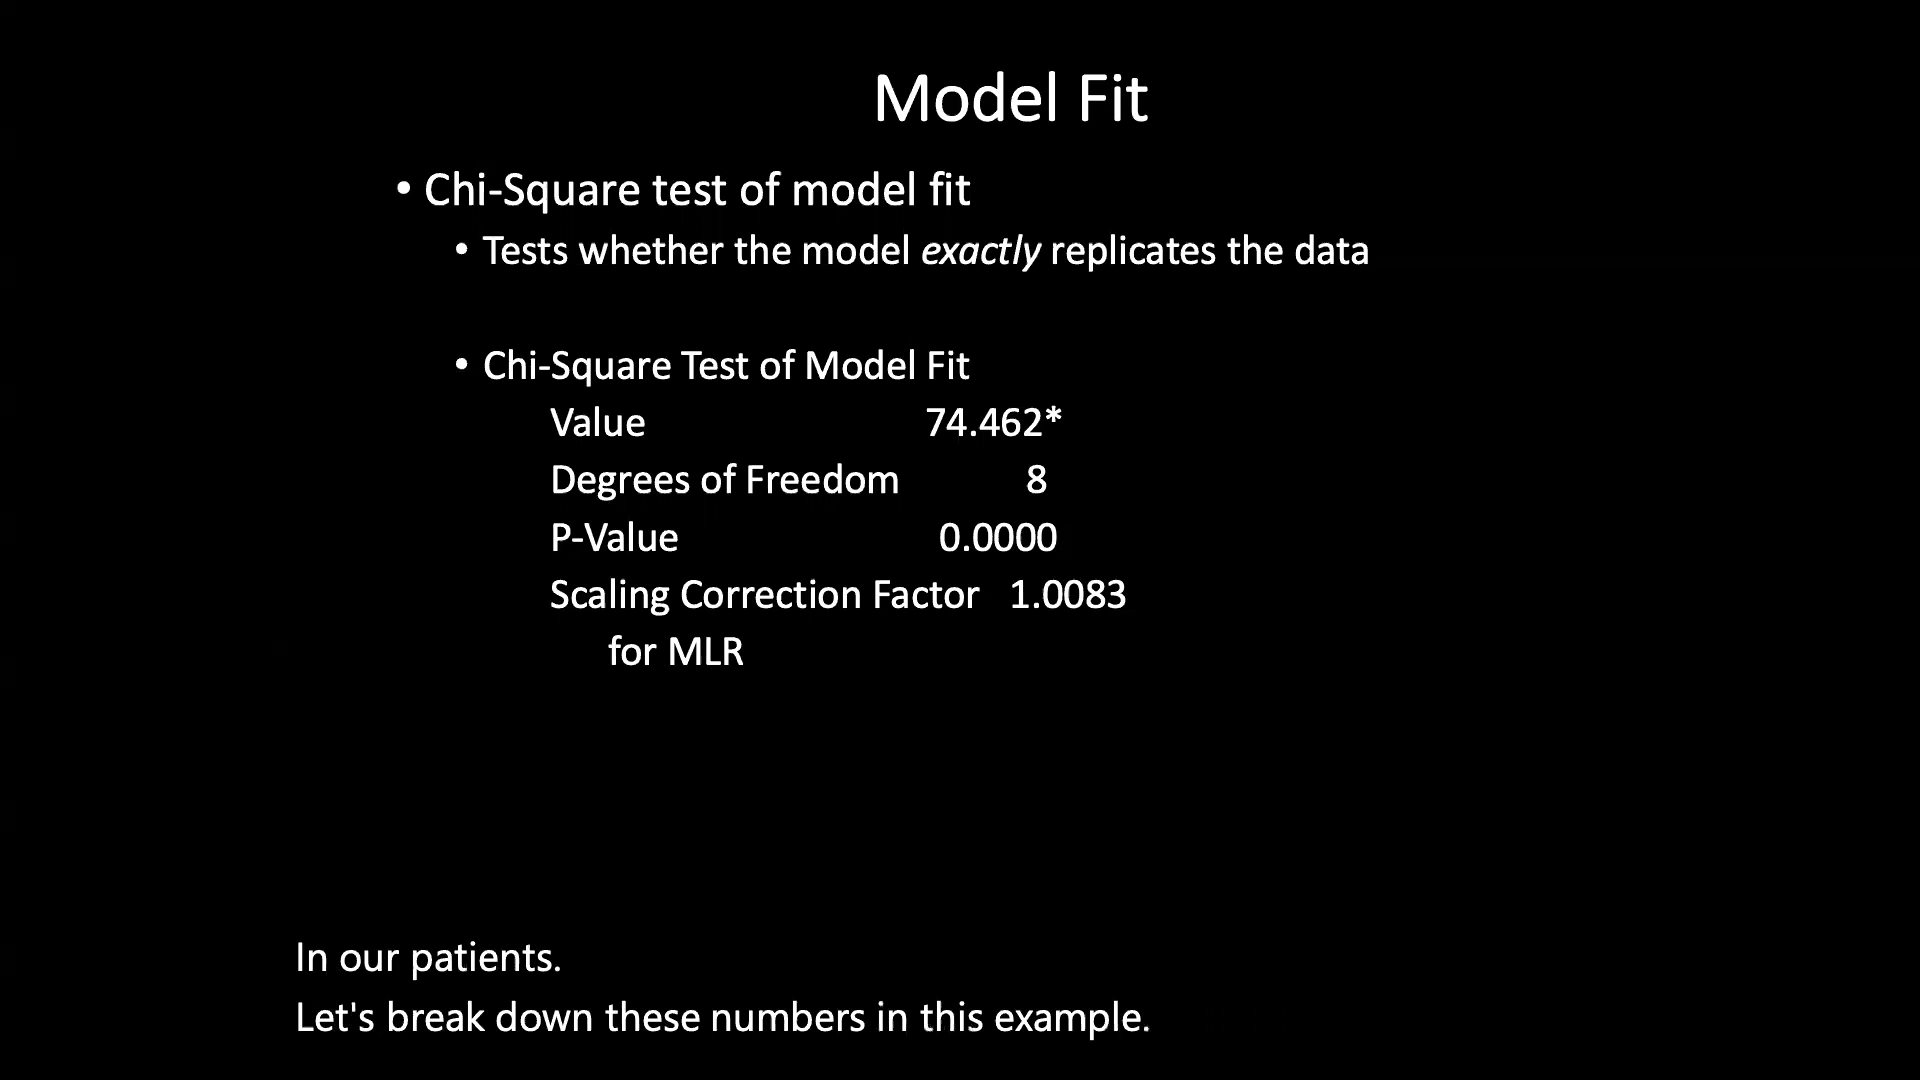 Model Fit
• Chi-Square test of model fit
• Tests whether the model exactly replicates the data
• Chi-Square Test of Model Fit
Value 74.462*
Degrees of Freedom 8
P-Value 0.0000
Scaling Correction Factor 1.0083
for MLR
In our patients.
Let's break down these numbers in this example.